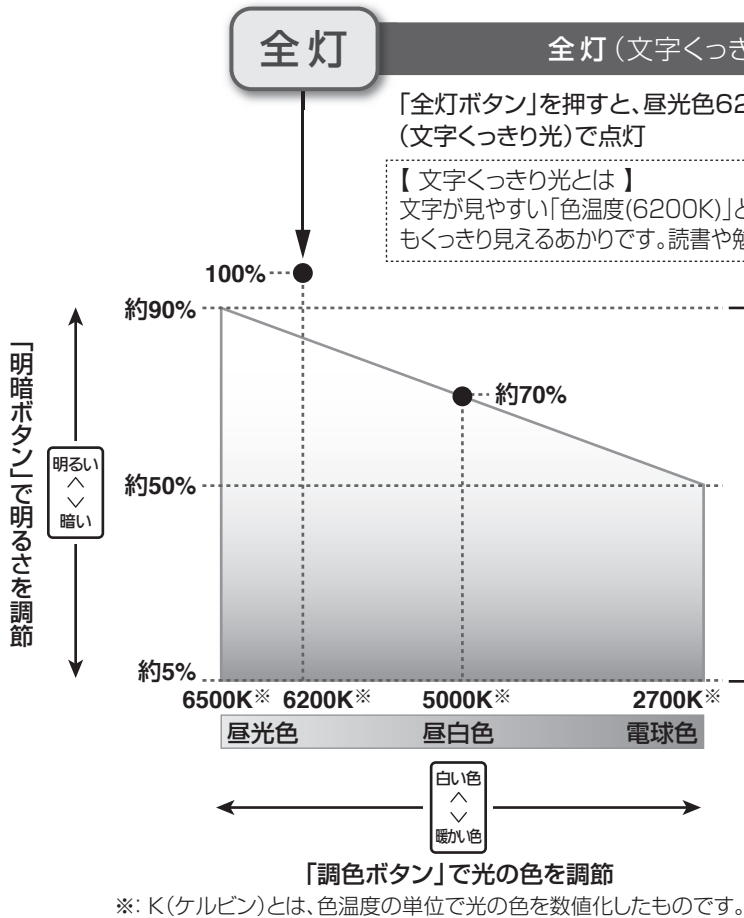 全灯
全灯(文字くっき
「全灯ボタン」を押すと、昼光色62
(文字くっきり光)で点灯
【 文字くっきり光とは 】
文字が見やすい「色温度(6200K)」と
もくっきり見えるあかりです。読書や勉
100%
約90%
約70%
約50%
約5%
「明暗ボタン」で明るさを調節
明るい
暗い
6500K※ 6200K※ 5000K※ 2700K※
昼光色 昼白色 電球色
白い色
暖かい色
「調色ボタン」で光の色を調節
※: K(ケルビン)とは、色温度の単位で光の色を数値化したものです。